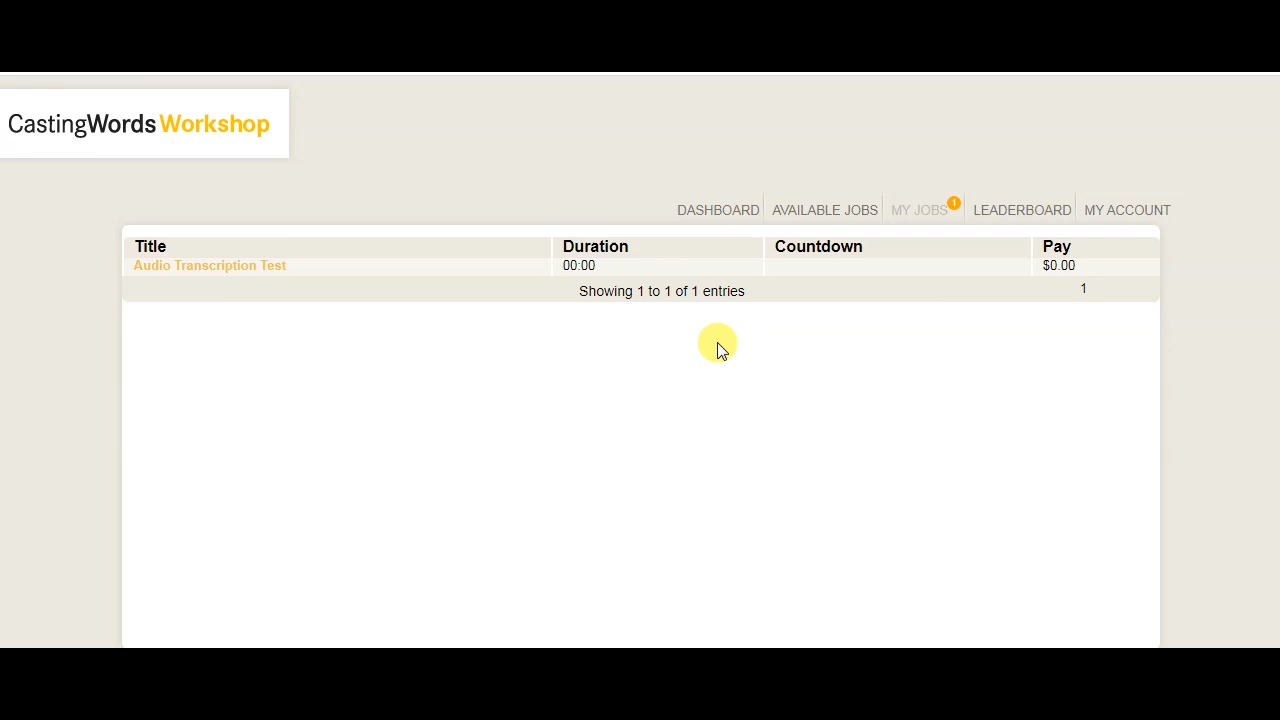 CastingWords Workshop
DASHBOARD AVAILABLE JOBS MY JOBS 1 LEADERBOARD MY ACCOUNT
Title Duration Countdown Pay
Audio Transcription Test 00:00 $0.00
Showing 1 to 1 of 1 entries 1